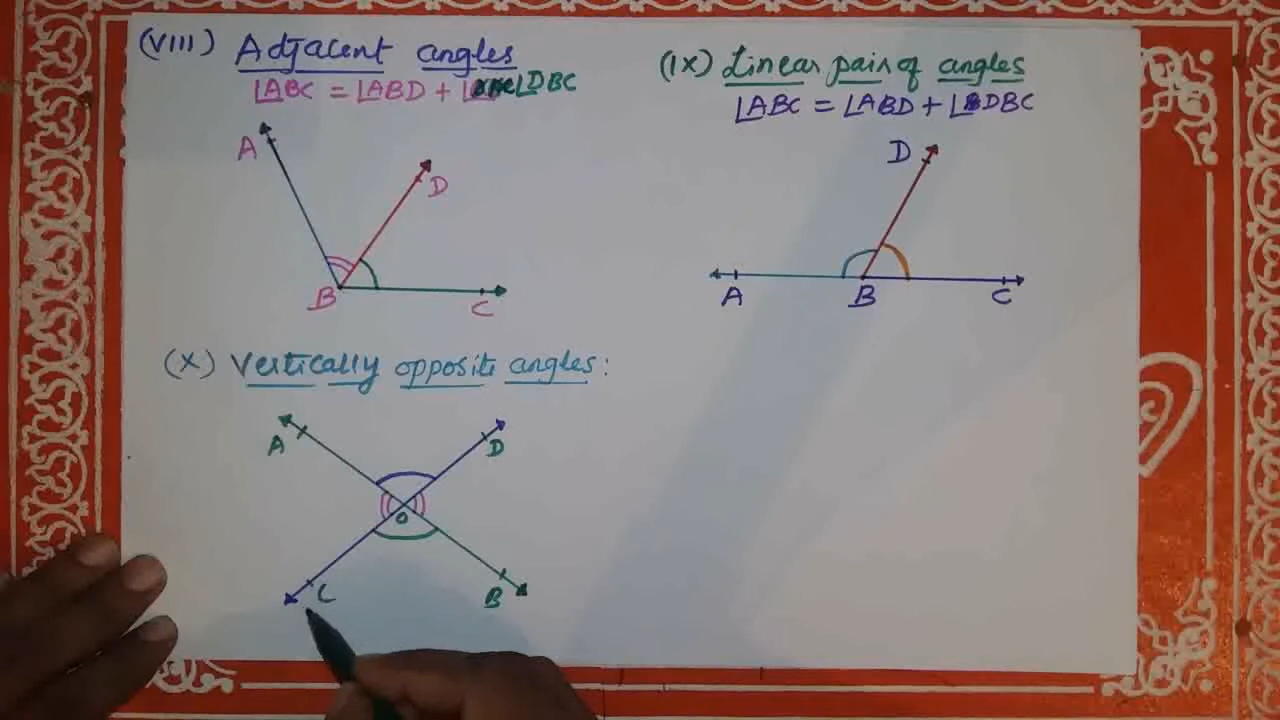 (VIII) Adjacent angles
∠ABC = ∠ABD + ∠DBC
A
D
B
C
(IX) Linear pair of angles
∠ABC = ∠ABD + ∠DBC
D
A
B
C
(X) Vertically opposite angles:
A
D
O
C
B